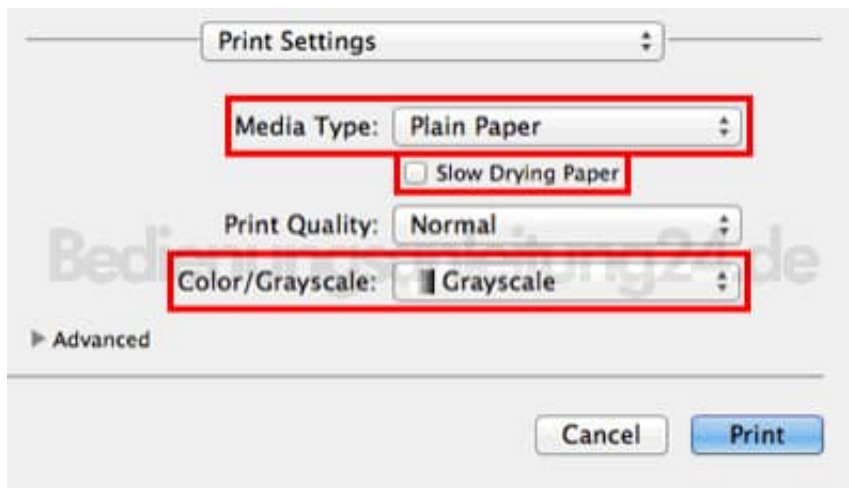 Print Settings
Media Type: Plain Paper
Slow Drying Paper
Print Quality: Normal
Bedienungsanleitung24.de
Color/Grayscale: Grayscale
Advanced
Cancel Print